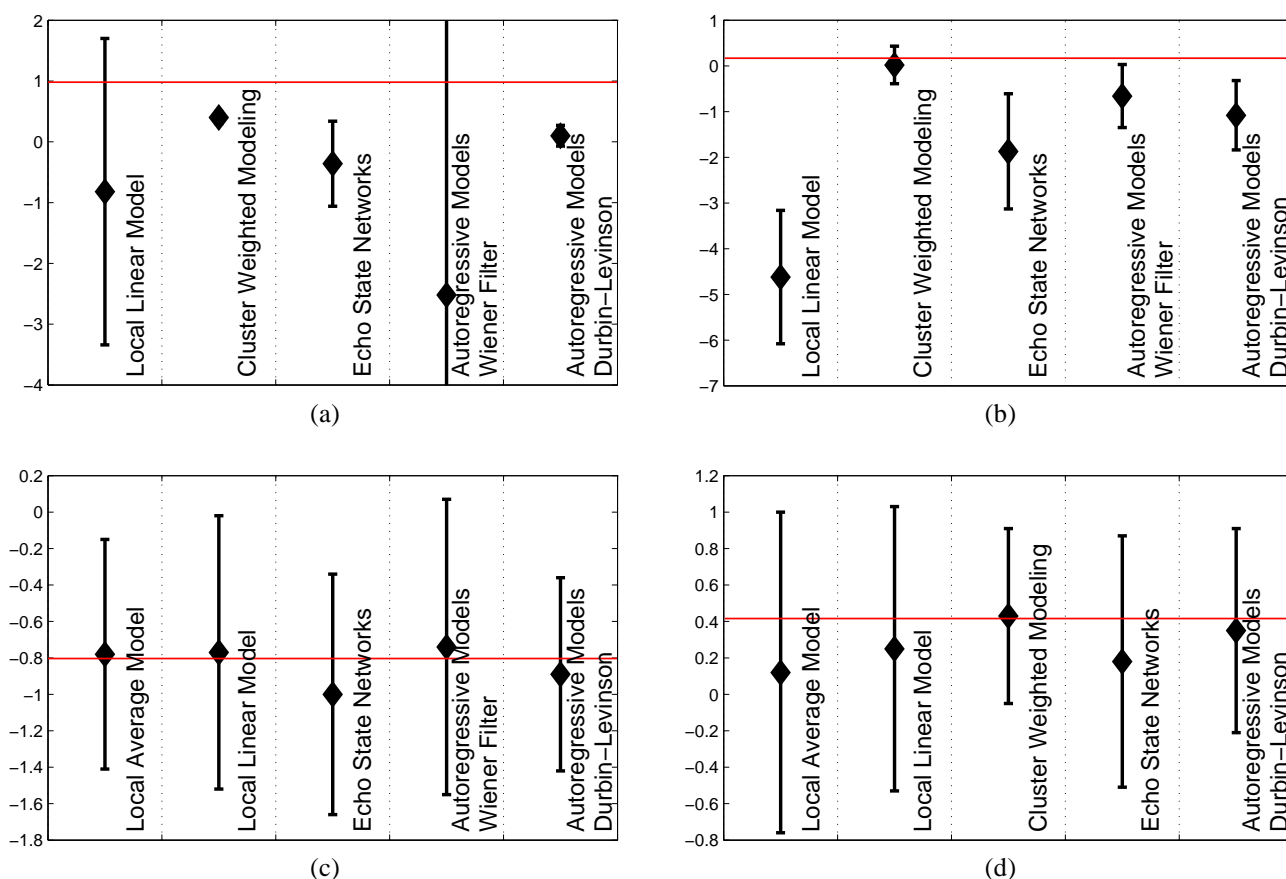 2
1
0
−1
−2
−3
−4
Local Linear Model
Cluster Weighted Modeling
Echo State Networks
Autoregressive Models
Wiener Filter
Autoregressive Models
Durbin−Levinson
(a)
1
0
−1
−2
−3
−4
−5
−6
−7
Local Linear Model
Cluster Weighted Modeling
Echo State Networks
Autoregressive Models
Wiener Filter
Autoregressive Models
Durbin−Levinson
(b)
0.2
0
−0.2
−0.4
−0.6
−0.8
−1
−1.2
−1.4
−1.6
−1.8
Local Average Model
Local Linear Model
Echo State Networks
Autoregressive Models
Wiener Filter
Autoregressive Models
Durbin−Levinson
(c)
1.2
1
0.8
0.6
0.4
0.2
0
−0.2
−0.4
−0.6
−0.8
Local Average Model
Local Linear Model
Cluster Weighted Modeling
Echo State Networks
Autoregressive Models
Durbin−Levinson
(d)